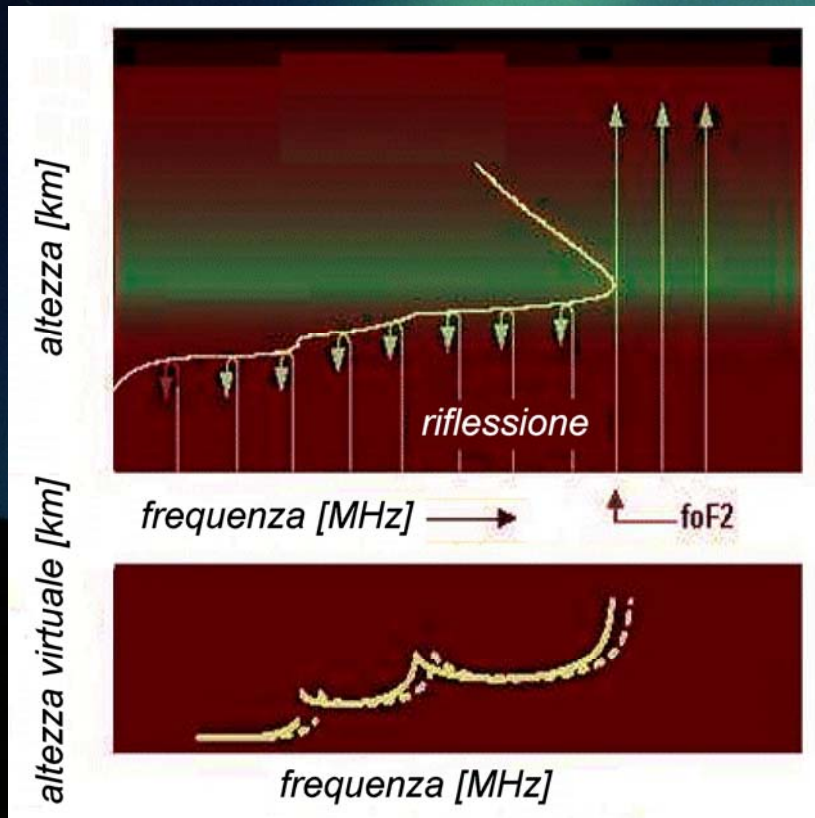 altezza [km]
riflessione
frequenza [MHz]
foF2
altezza virtuale [km]
frequenza [MHz]